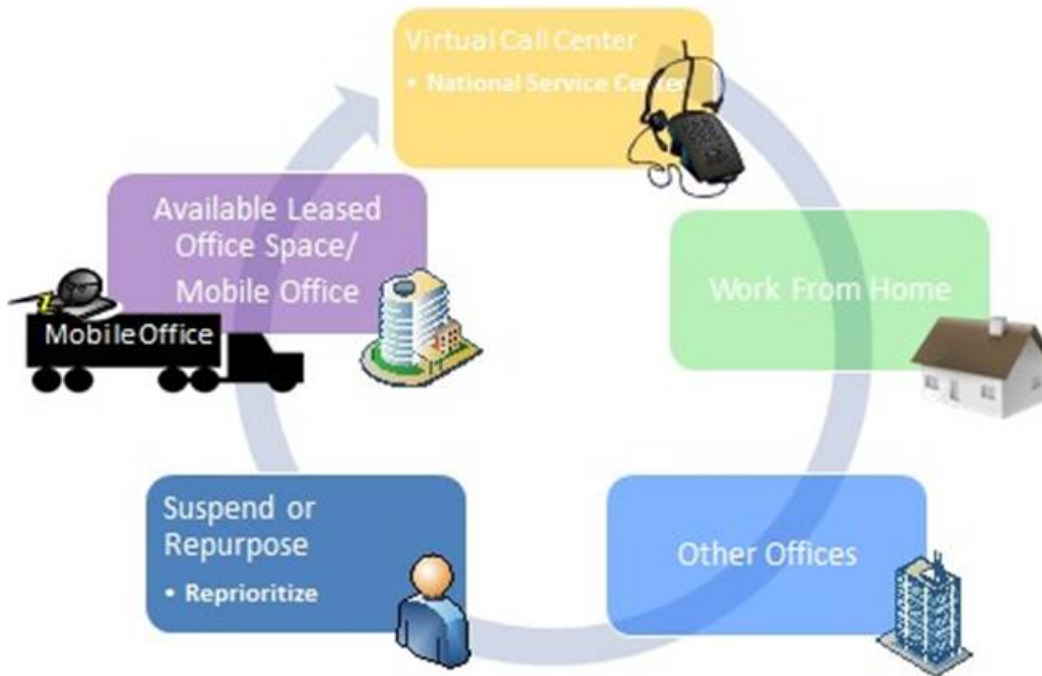 Virtual Call Center
• National Service Center
Work From Home
Other Offices
Suspend or
Repurpose
• Reprioritize
Available Leased
Office Space/
Mobile Office
Mobile Office